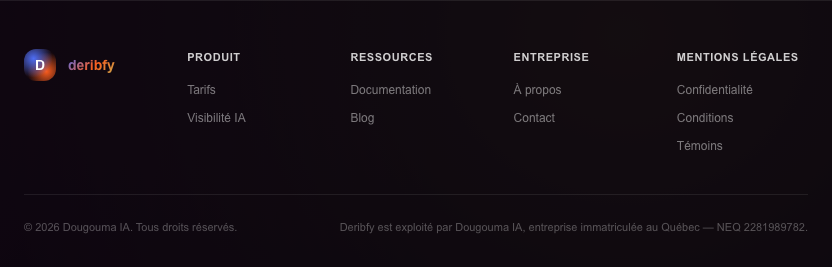 D deribfy
PRODUIT
Tarifs
Visibilité IA
RESSOURCES
Documentation
Blog
ENTREPRISE
À propos
Contact
MENTIONS LÉGALES
Confidentialité
Conditions
Témoins
© 2026 Dougouma IA. Tous droits réservés.
Deribfy est exploité par Dougouma IA, entreprise immatriculée au Québec — NEQ 2281989782.